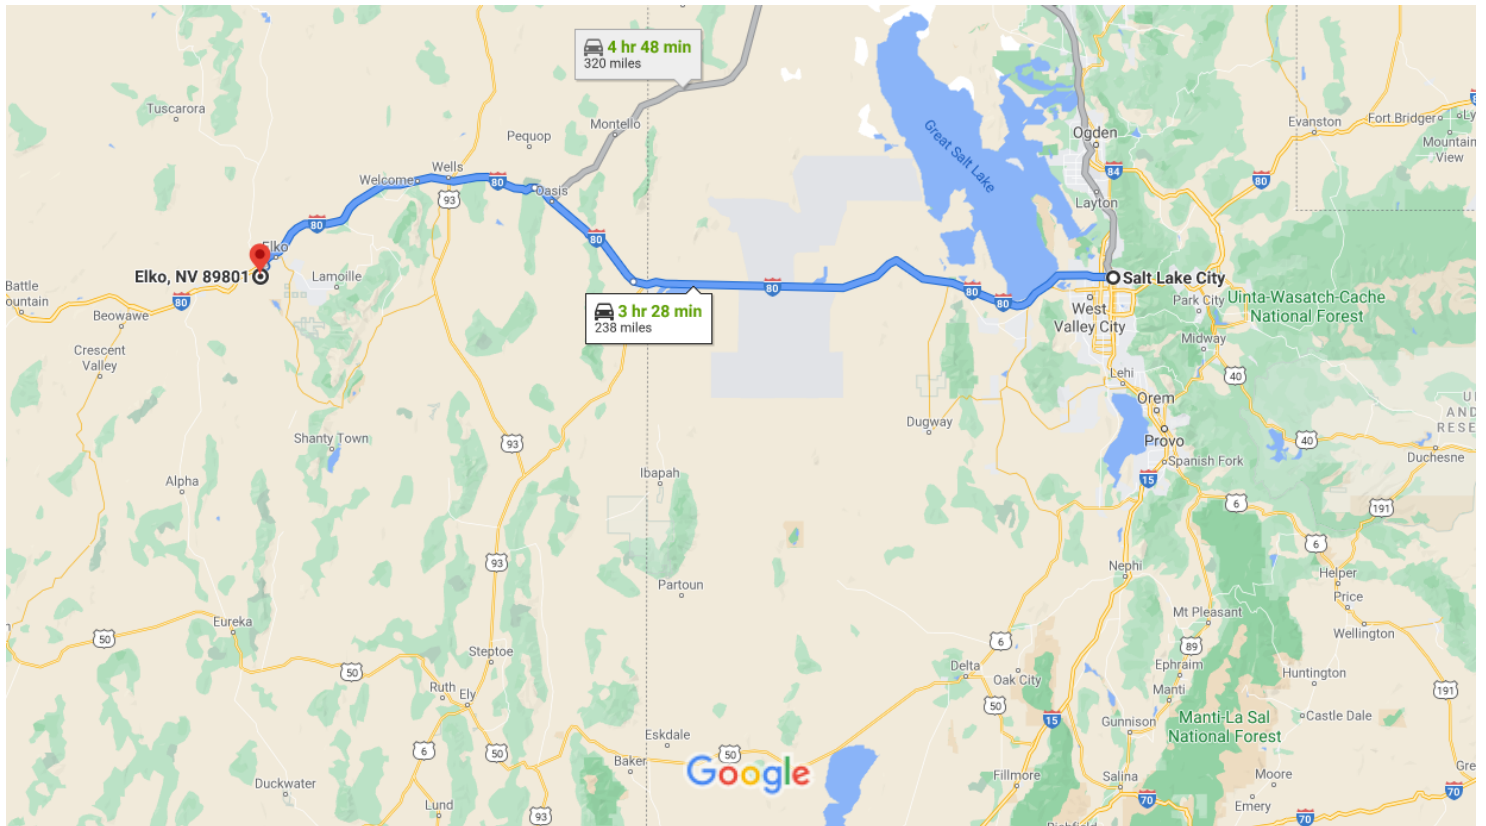 4 hr 48 min
320 miles
Tuscarora
Pequop
Montello
Great Salt Lake
Ogden
Evanston
Fort Bridger
Mountain
View
80
84
80
Layton
Wells
Welcome
80
Oasis
93
80
80
Elko
Elko, NV 89801
Lamoille
80
80
80
80
Salt Lake City
Battle
Beowawe
3 hr 28 min
238 miles
West
Valley City
Park City
Uinta-Wasatch-Cache
National Forest
Midway
Crescent
Valley
Lehi
40
Orem
Dugway
Provo
40
Shanty Town
93
Duchesne
Spanish Fork
Ibapah
Alpha
15
6
191
93
6
Nephi
Helper
Partoun
Price
Mt Pleasant
Wellington
Eureka
50
6
89
Steptoe
50
Delta
Oak City
Ephraim
Huntington
Ruth
Ely
Manti
191
50
15
Gunnison
Manti-La Sal
National Forest
Castle Dale
Eskdale
6
50
50
Baker
Google
Duckwater
Fillmore
Salina
Moore
70
70
Lund
93
Emery
70